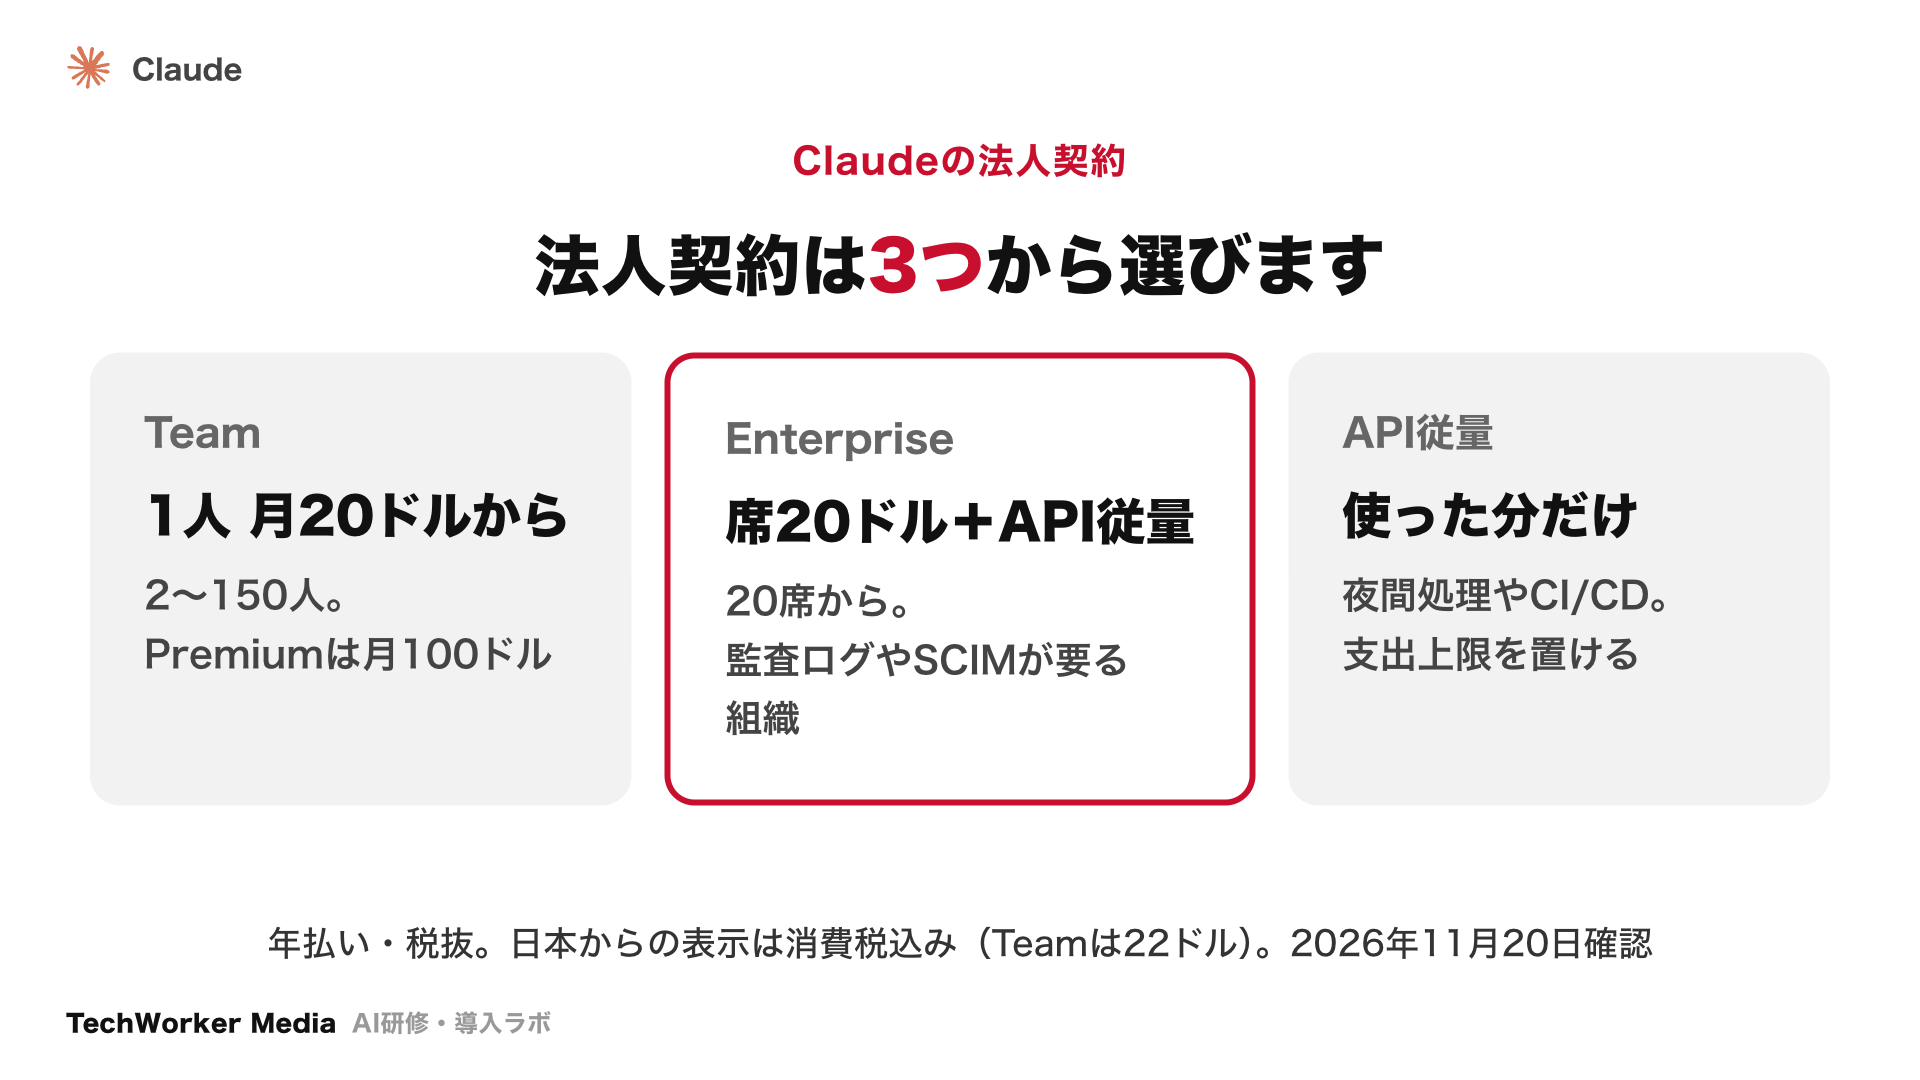 Claude
Claudeの法人契約
法人契約は3つから選びます
Team
1人 月20ドルから
2〜150人。
Premiumは月100ドル
Enterprise
席20ドル＋API従量
20席から。
監査ログやSCIMが要る
組織
API従量
使った分だけ
夜間処理やCI/CD。
支出上限を置ける
年払い・税抜。日本からの表示は消費税込み（Teamは22ドル）。2026年11月20日確認
TechWorker Media AI研修・導入ラボ